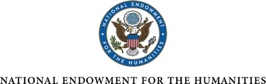 NATIONAL ENDOWMENT
FOR THE HUMANITIES
NATIONAL ENDOWMENT FOR THE HUMANITIES